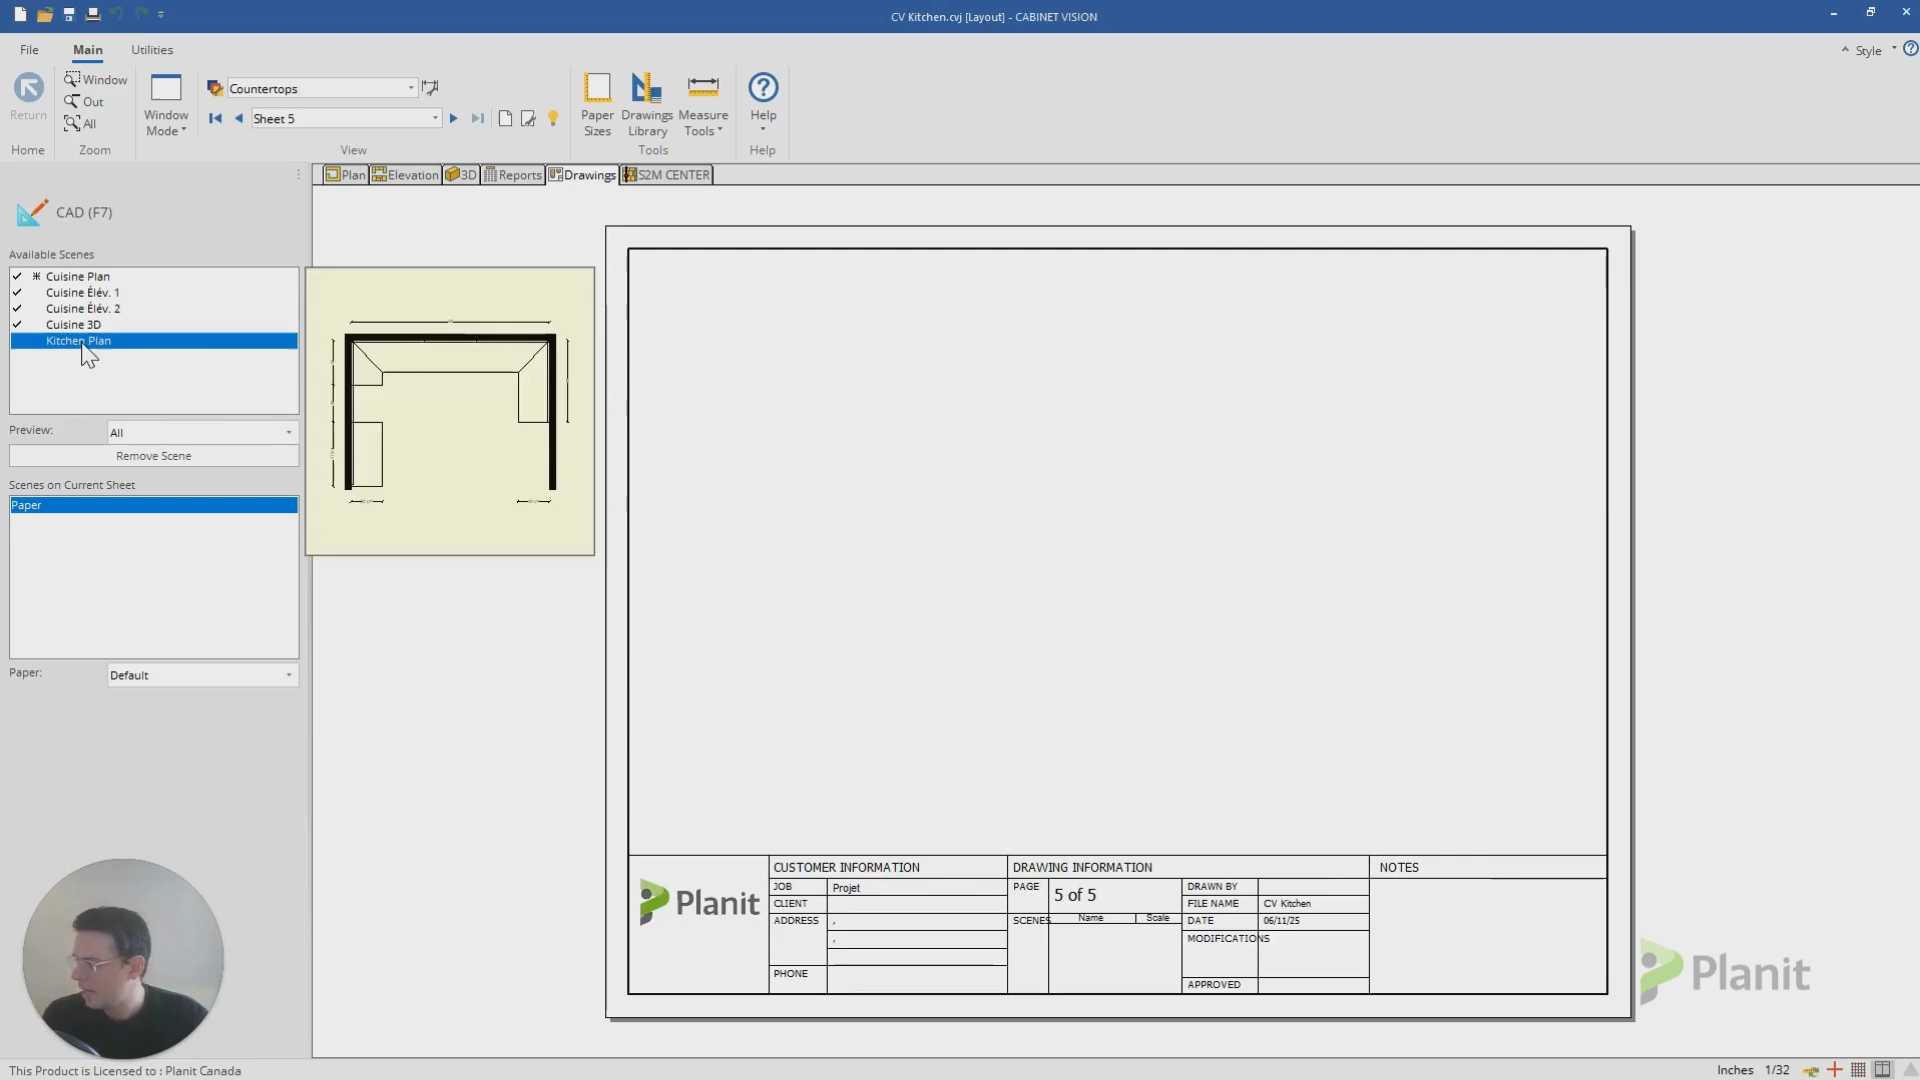 CV Kitchen.cvj [Layout] - CABINET VISION
File
Main
Utilities
Style
Return
Window
Out
All
Window
Mode
Countertops
Sheet 5
Paper
Sizes
Drawings
Library
Measure
Tools
Help
Home
Zoom
View
Tools
Help
Plan
Elevation
3D
Reports
Drawings
S2M CENTER
CAD (F7)
Available Scenes
Cuisine Plan
Cuisine Élév. 1
Cuisine Élév. 2
Cuisine 3D
Kitchen Plan
Preview:
All
Remove Scene
Scenes on Current Sheet
Paper
Paper:
Default
Planit
CUSTOMER INFORMATION
JOB
Projet
CLIENT
ADDRESS
,
,
PHONE
DRAWING INFORMATION
PAGE
5 of 5
SCENES
Name
Scale
DRAWN BY
FILE NAME
CV Kitchen
DATE
06/11/25
MODIFICATIONS
APPROVED
NOTES
Planit
This Product is Licensed to : Planit Canada
Inches
1/32